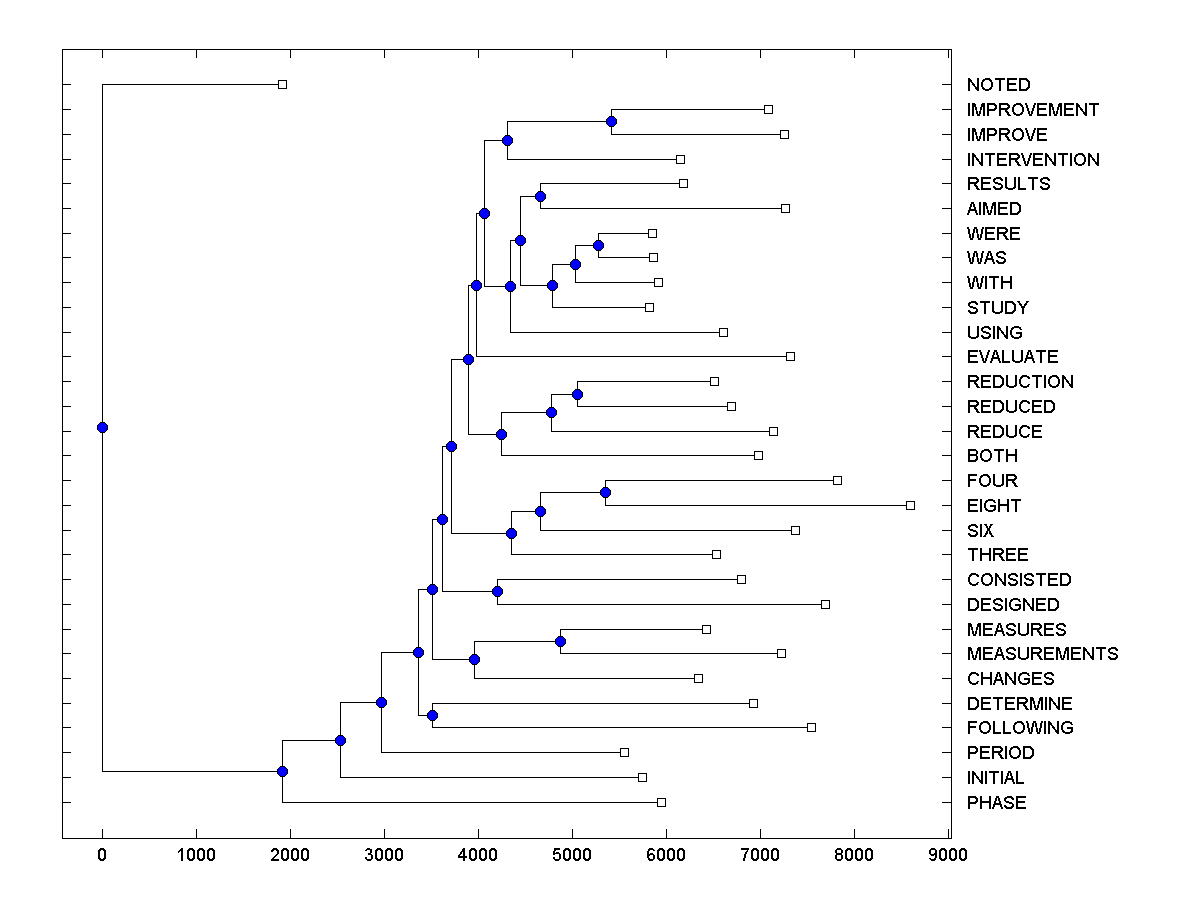 NOTED
IMPROVEMENT
IMPROVE
INTERVENTION
RESULTS
AIMED
WERE
WAS
WITH
STUDY
USING
EVALUATE
REDUCTION
REDUCED
REDUCE
BOTH
FOUR
EIGHT
SIX
THREE
CONSISTED
DESIGNED
MEASURES
MEASUREMENTS
CHANGES
DETERMINE
FOLLOWING
PERIOD
INITIAL
PHASE
0 1000 2000 3000 4000 5000 6000 7000 8000 9000